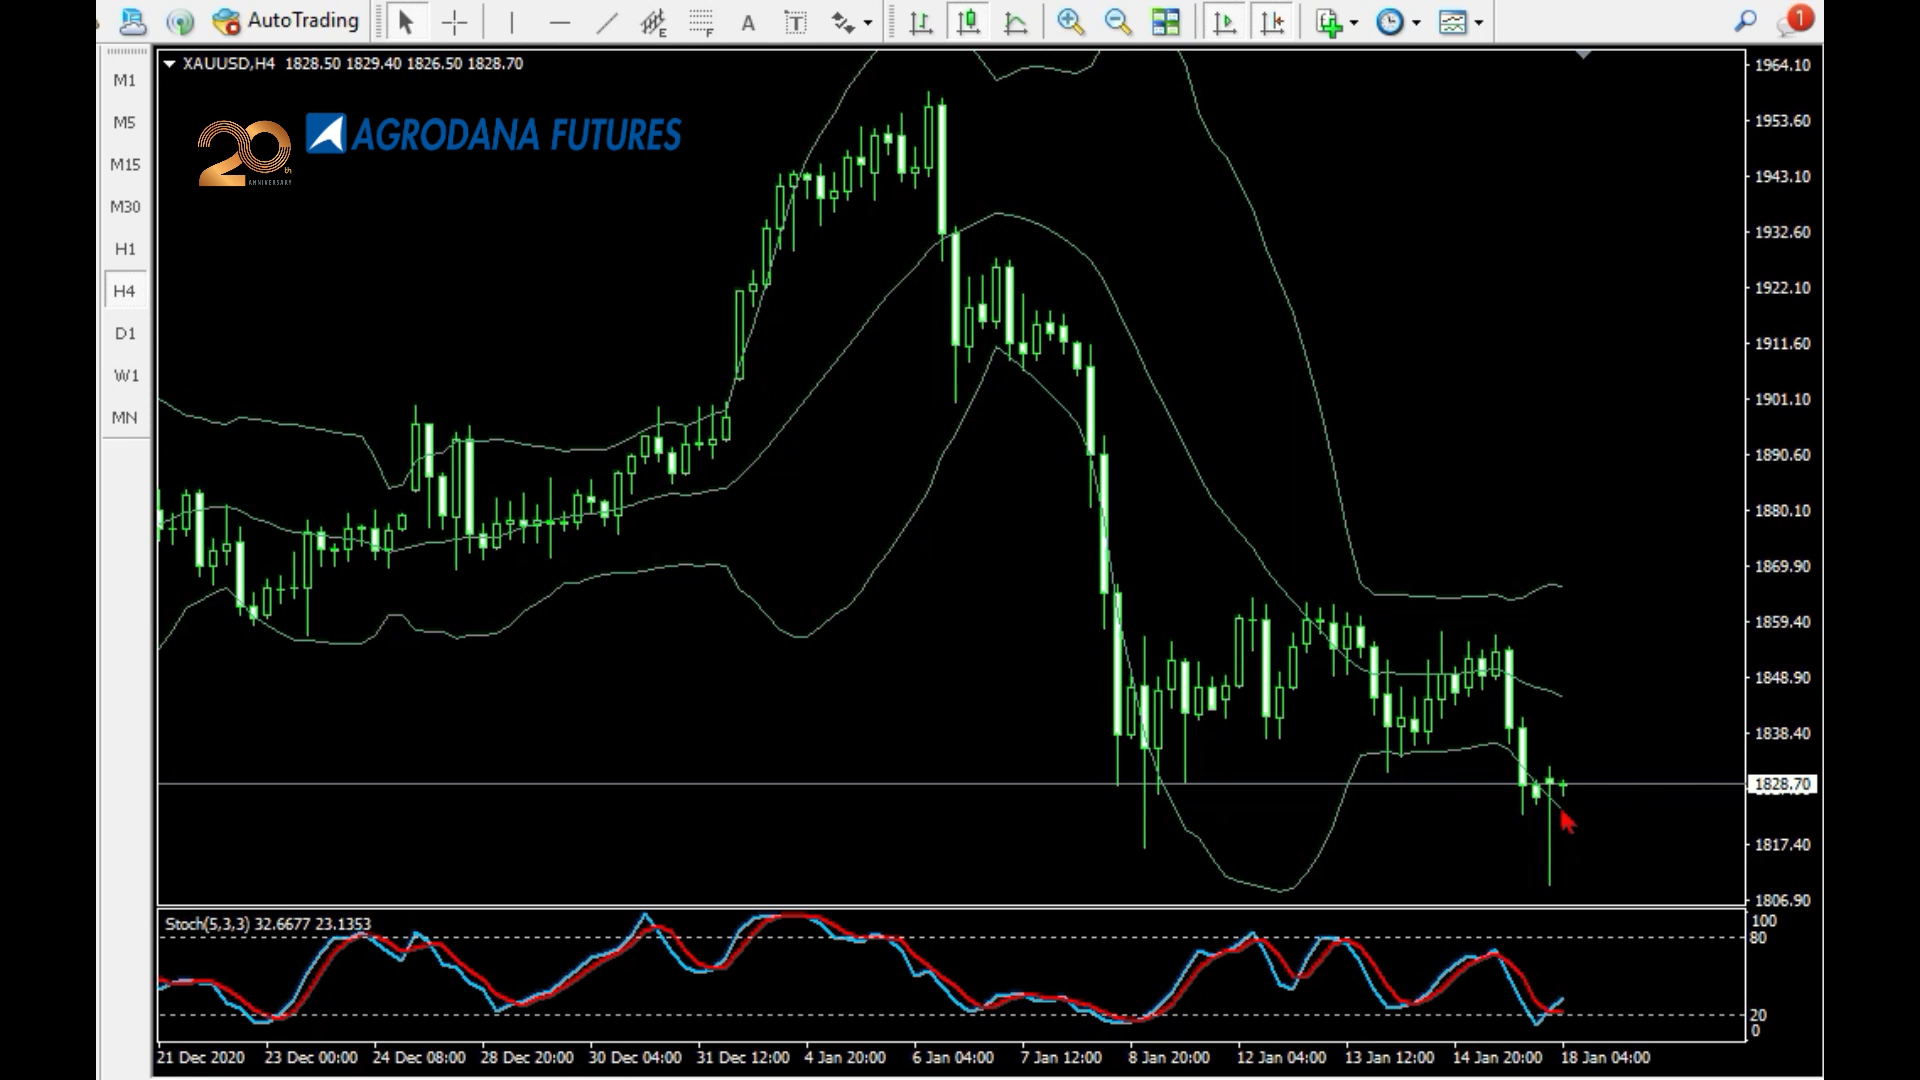 AutoTrading
A
T
E
F
1
M1
M5
M15
M30
H1
H4
D1
W1
MN
XAUUSD,H4 1828.50 1829.40 1826.50 1828.70
20th ANNIVERSARY
AGRODANA FUTURES
1964.10
1953.60
1943.10
1932.60
1922.10
1911.60
1901.10
1890.60
1880.10
1869.90
1859.40
1848.90
1838.40
1828.70
1817.40
1806.90
Stoch(5,3,3) 32.6677 23.1353
100
80
20
0
21 Dec 2020 23 Dec 00:00 24 Dec 08:00 28 Dec 20:00 30 Dec 04:00 31 Dec 12:00 4 Jan 20:00 6 Jan 04:00 7 Jan 12:00 8 Jan 20:00 12 Jan 04:00 13 Jan 12:00 14 Jan 20:00 18 Jan 04:00